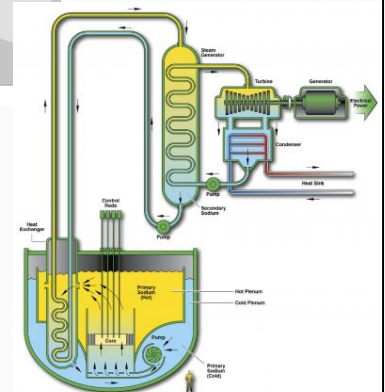 Steam
Generator
Turbine
Generator
Electrical
Power
Condenser
Heat Sink
Control
Rods
Heat
Exchanger
Pump
Pump
Secondary
Sodium
Primary
Sodium
(Hot)
Hot Plenum
Cold Plenum
Core
Pump
Primary
Sodium
(Cold)